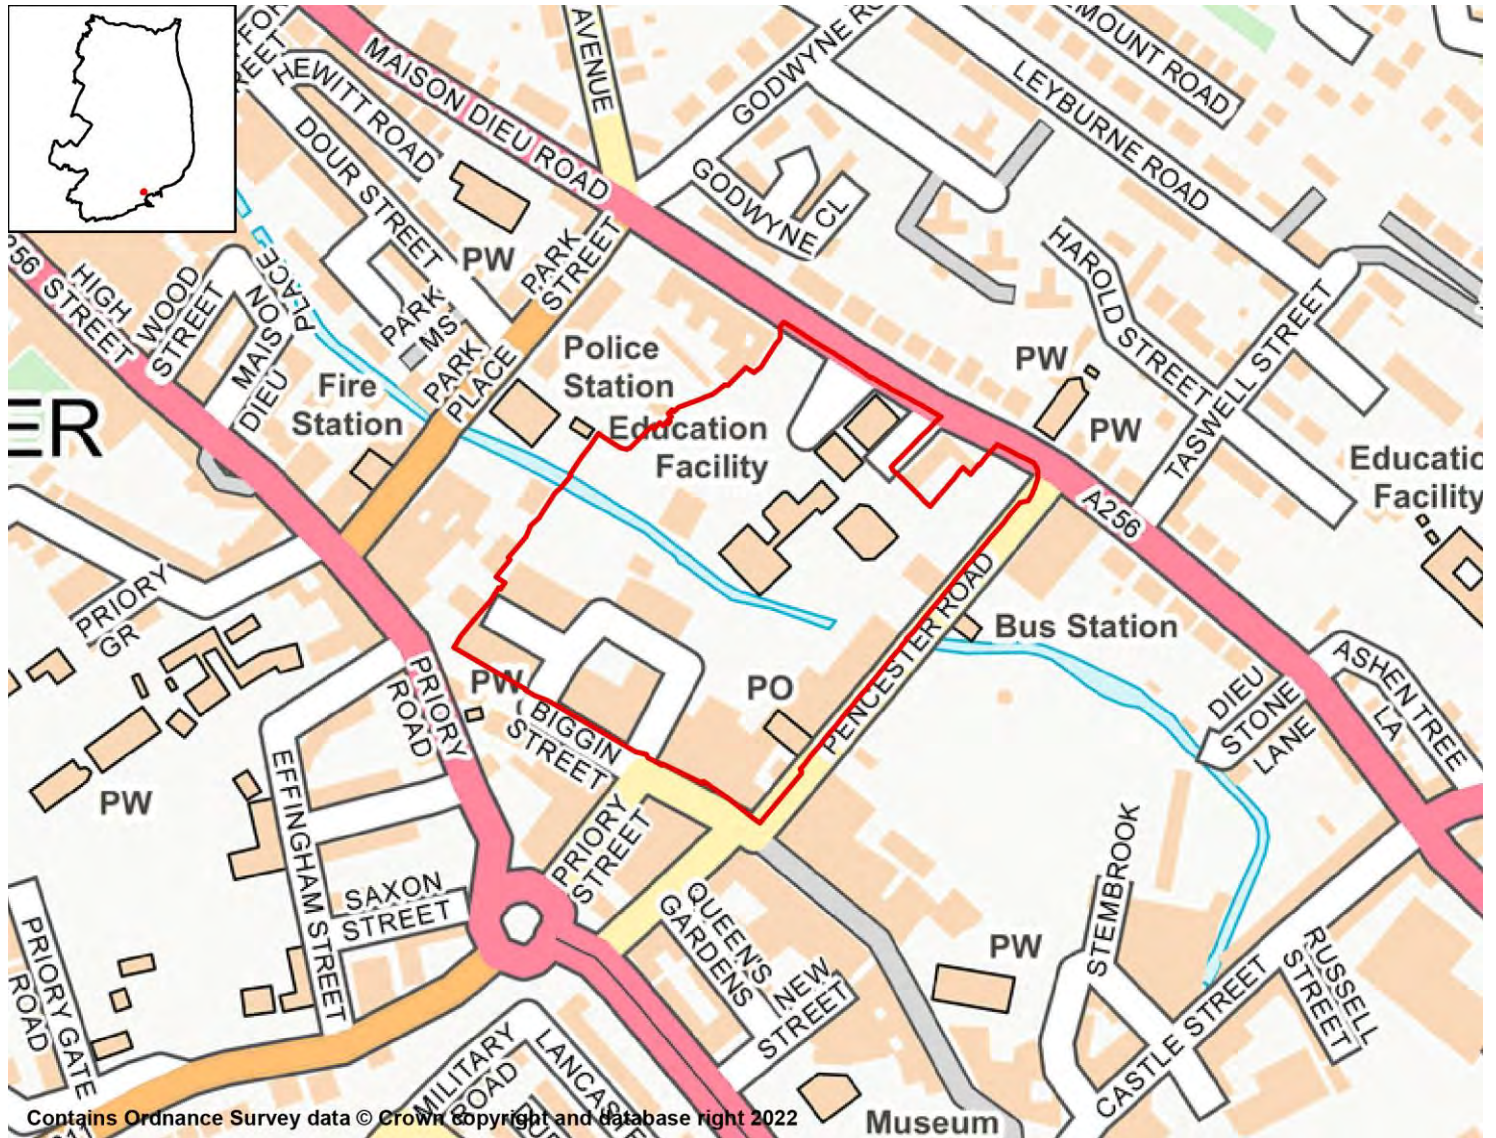 MAISON DIEU ROAD
AVENUE
GODWYNE RO
MOUNT ROAD
LEYBURNE ROAD
HEWITT ROAD
DOUR STREET
GODWYNE
CL
HAROLD STREET
TASWELL STREET
PW
PARK
STREET
256
HIGH
STREET
WOOD
STREET
MAISON
DIEU
PLACE
PARK
MS
PARK
PLACE
Police
Station
Fire
Station
Education
Facility
PW
PW
Educatio
Facility
ER
A256
PRIORY
GR
PRIORY
ROAD
PW
BIGGIN
STREET
PO
PENCESTER ROAD
Bus Station
DIEU
STONE
LANE
ASHEN TREE
LA
PW
EFFINGHAM STREET
PRIORY
STREET
SAXON
STREET
QUEEN'S
GARDENS
NEW
STREET
PW
STEMBROOK
CASTLE STREET
RUSSELL
STREET
PRIORY GATE
ROAD
MILITARY
ROAD
LANCAST
Museum
Contains Ordnance Survey data © Crown copyright and database right 2022